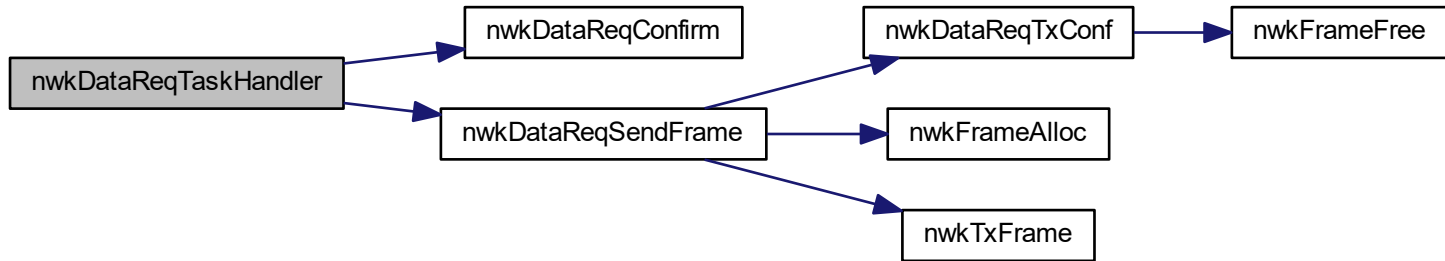 nwkDataReqTaskHandler
nwkDataReqConfirm
nwkDataReqSendFrame
nwkDataReqTxConf
nwkFrameAlloc
nwkTxFrame
nwkFrameFree